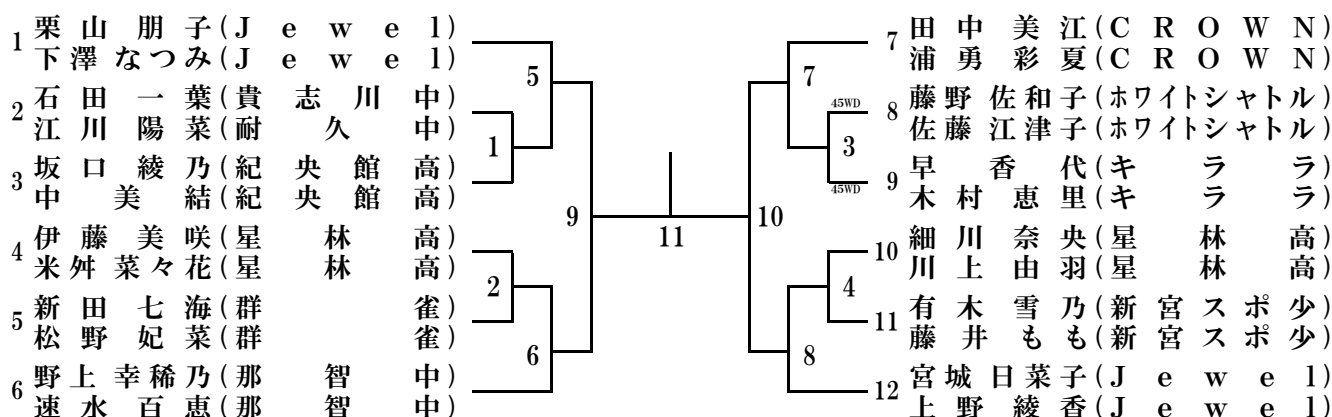 1 栗山朋子(Jewel)
下澤なつみ(Jewel)
2 石田一葉(貴志川中)
江川陽菜(耐久中)
3 坂口綾乃(紀央館高)
中美結(紀央館高)
4 伊藤美咲(星林高)
米舛菜々花(星林高)
5 新田七海(群雀)
松野妃菜(群雀)
6 野上幸稀乃(那智中)
速水百恵(那智中)
5
1
9
2
6
11
7
45WD
3
45WD
10
4
8
7 田中美江(CROWN)
浦勇彩夏(CROWN)
8 藤野佐和子(ホワイトシャトル)
佐藤江津子(ホワイトシャトル)
9 早香代(キララ)
木村恵里(キララ)
10 細川奈央(星林高)
川上由羽(星林高)
11 有木雪乃(新宮スポ少)
藤井もも(新宮スポ少)
12 宮城日菜子(Jewel)
上野綾香(Jewel)